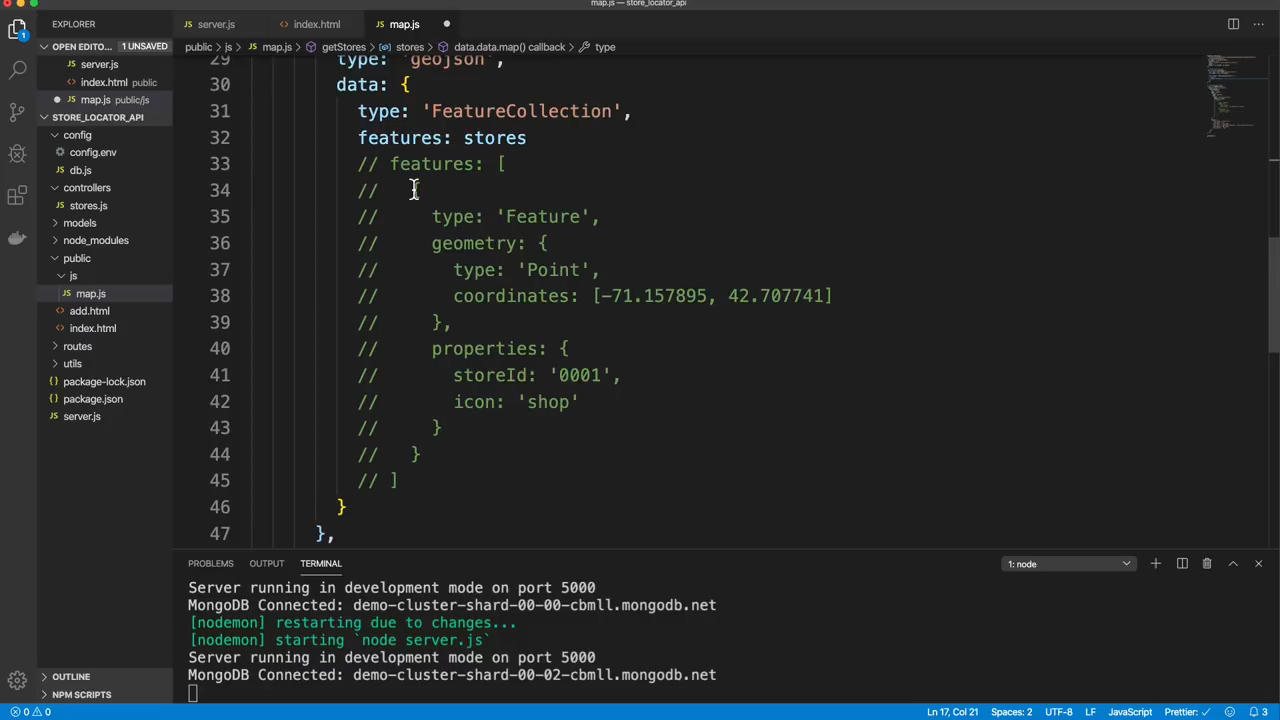 map.js — store_locator_api
EXPLORER
server.js
index.html
map.js
OPEN EDITO... 1 UNSAVED
server.js
index.html public
map.js public/js
STORE_LOCATOR_API
config
config.env
db.js
controllers
stores.js
models
node_modules
public
js
map.js
add.html
index.html
routes
utils
package-lock.json
package.json
server.js
OUTLINE
NPM SCRIPTS
public > js > map.js > getStores > stores > data.data.map() callback > type
29 type: 'geojson',
30 data: {
31 type: 'FeatureCollection',
32 features: stores
33 // features: [
34 // {
35 // type: 'Feature',
36 // geometry: {
37 // type: 'Point',
38 // coordinates: [-71.157895, 42.707741]
39 // },
40 // properties: {
41 // storeId: '0001',
42 // icon: 'shop'
43 // }
44 // }
45 // ]
46 }
47 },
PROBLEMS OUTPUT TERMINAL 1: node
Server running in development mode on port 5000
MongoDB Connected: demo-cluster-shard-00-00-cbmll.mongodb.net
[nodemon] restarting due to changes...
[nodemon] starting `node server.js`
Server running in development mode on port 5000
MongoDB Connected: demo-cluster-shard-00-02-cbmll.mongodb.net
0 0 Ln 17, Col 21 Spaces: 2 UTF-8 LF JavaScript Prettier: ✓ 3